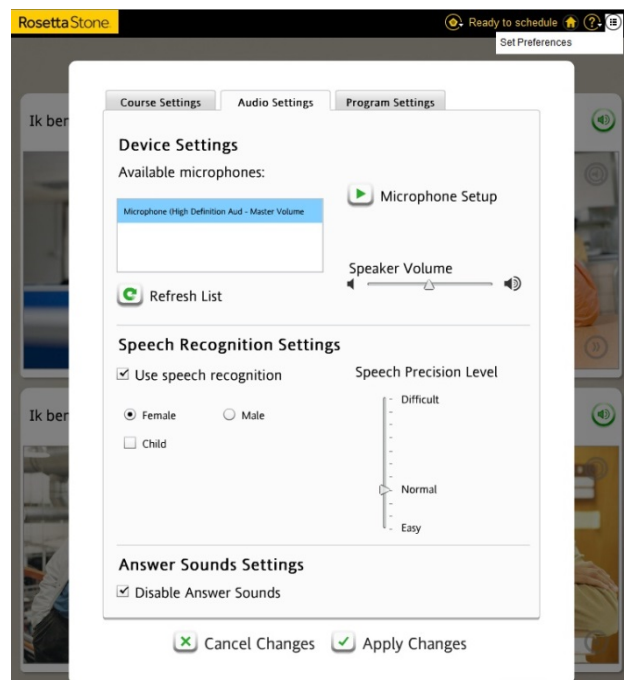 RosettaStone
Ready to schedule
Set Preferences
Course Settings
Audio Settings
Program Settings
Ik ben
Device Settings
Available microphones:
Microphone (High Definition Aud - Master Volume
Microphone Setup
Speaker Volume
Refresh List
Speech Recognition Settings
Use speech recognition
Speech Precision Level
Female
Male
Child
Difficult
Normal
Easy
Ik ben
Answer Sounds Settings
Disable Answer Sounds
Cancel Changes
Apply Changes